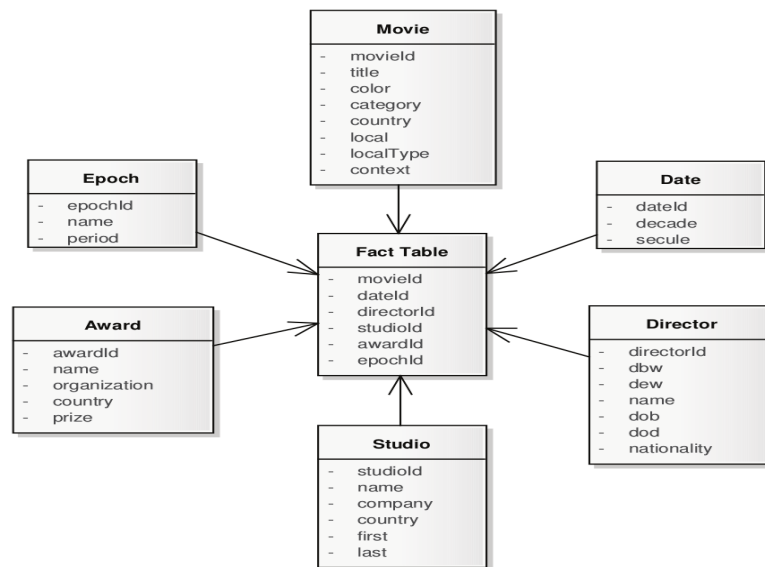 Movie
- movieId
- title
- color
- category
- country
- local
- localType
- context
Epoch
- epochId
- name
- period
Date
- dateId
- decade
- secule
Fact Table
- movieId
- dateId
- directorId
- studioId
- awardId
- epochId
Award
- awardId
- name
- organization
- country
- prize
Director
- directorId
- dbw
- dew
- name
- dob
- dod
- nationality
Studio
- studioId
- name
- company
- country
- first
- last